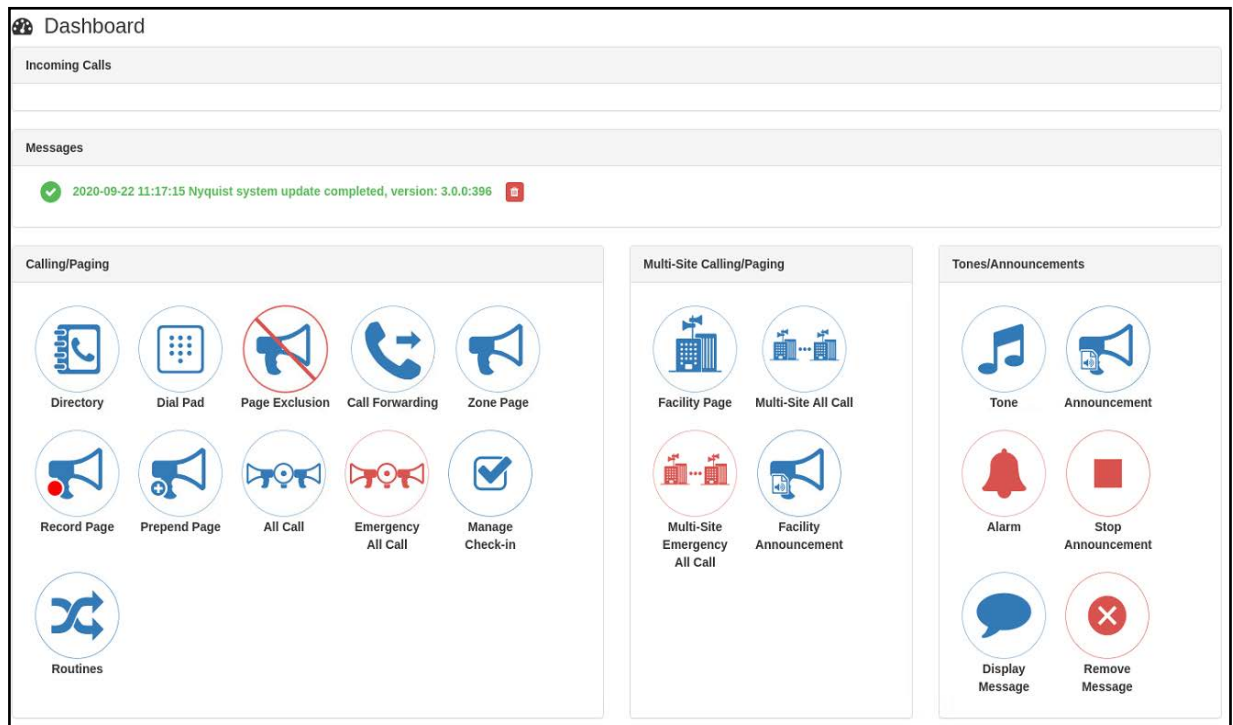 Dashboard
Incoming Calls
Messages
2020-09-22 11:17:15 Nyquist system update completed, version: 3.0.0:396
Calling/Paging
Directory
Dial Pad
Page Exclusion
Call Forwarding
Zone Page
Record Page
Prepend Page
All Call
Emergency
All Call
Manage
Check-in
Routines
Multi-Site Calling/Paging
Facility Page
Multi-Site All Call
Multi-Site
Emergency
All Call
Facility
Announcement
Tones/Announcements
Tone
Announcement
Alarm
Stop
Announcement
Display
Message
Remove
Message